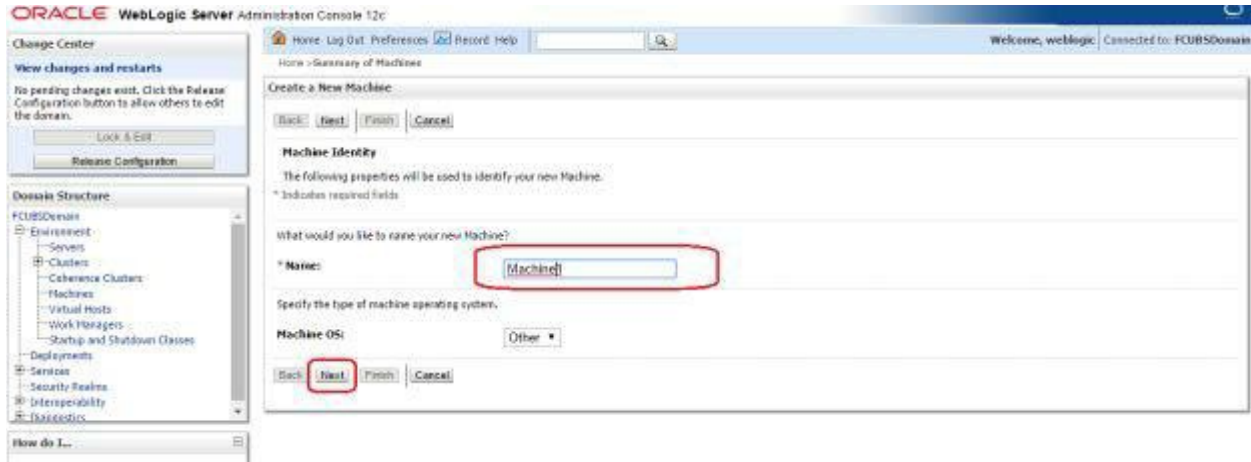 ORACLE WebLogic Server Administration Console 12c
Change Center
View changes and restarts
No pending changes exist. Click the Release
Configuration button to allow others to edit
the domain.
Lock & Edit
Release Configuration
Domain Structure
FCUBSDomain
Environment
Servers
Clusters
Coherence Clusters
Machines
Virtual Hosts
Work Managers
Startup and Shutdown Classes
Deployments
Services
Security Realms
Interoperability
Diagnostics
How do I...
Home Log Out Preferences Record Help
Welcome, weblogic Connected to: FCUBSDomain
Home >Summary of Machines
Create a New Machine
Back Next Finish Cancel
Machine Identity
The following properties will be used to identify your new Machine.
* Indicates required fields
What would you like to name your new Machine?
* Name: Machine1
Specify the type of machine operating system.
Machine OS: Other
Back Next Finish Cancel